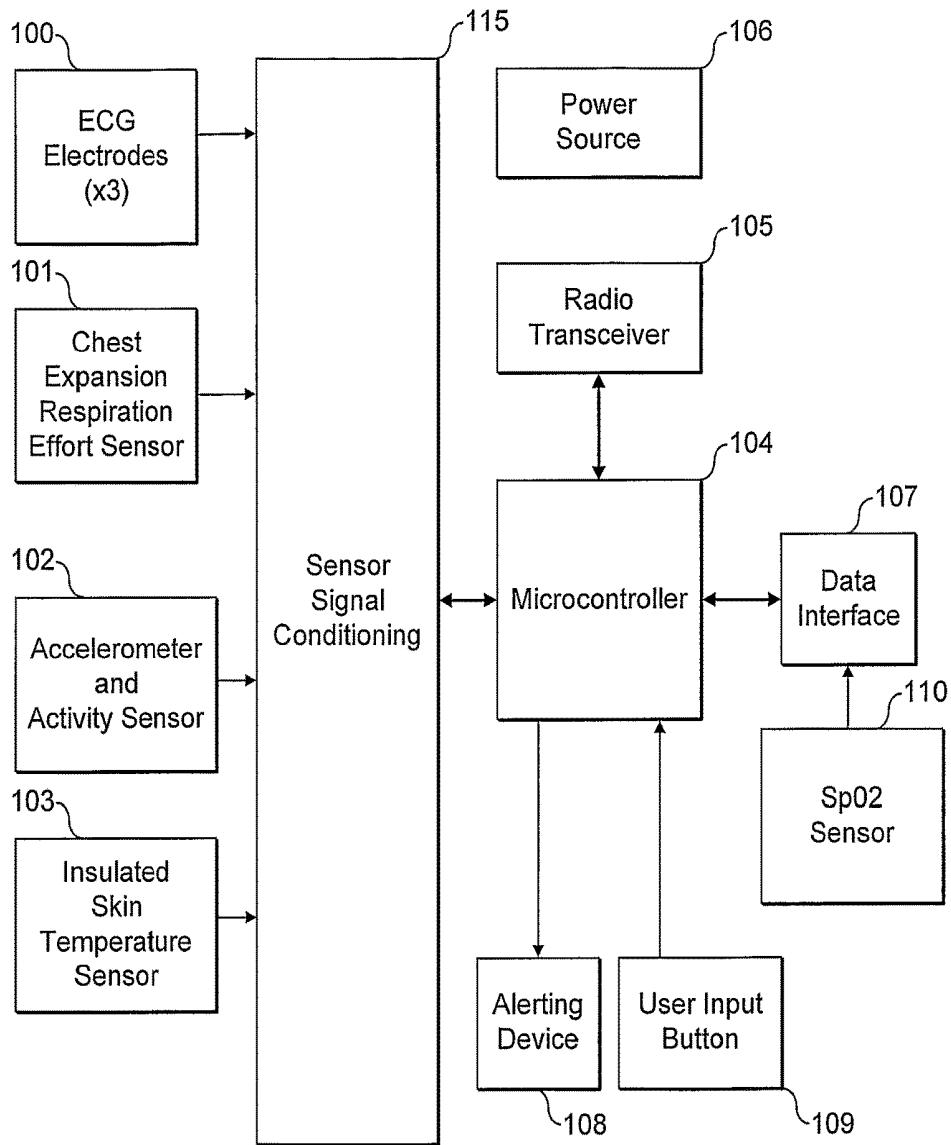 100
ECG
Electrodes
(x3)
101
Chest
Expansion
Respiration
Effort Sensor
102
Accelerometer
and
Activity Sensor
103
Insulated
Skin
Temperature
Sensor
115
Sensor
Signal
Conditioning
106
Power
Source
105
Radio
Transceiver
104
Microcontroller
107
Data
Interface
110
Sp02
Sensor
Alerting
Device
108
User Input
Button
109